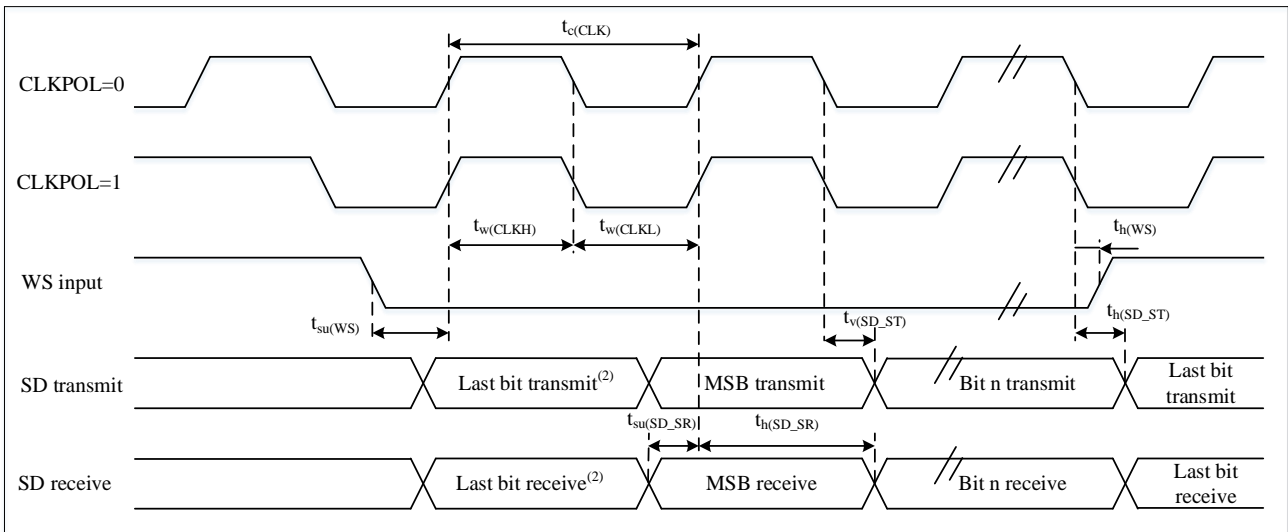 t_c(CLK)
CLKPOL=0
CLKPOL=1
t_w(CLKH)
t_w(CLKL)
t_h(WS)
WS input
t_su(WS)
t_v(SD_ST)
t_h(SD_ST)
SD transmit
Last bit transmit(2)
MSB transmit
Bit n transmit
Last bit
transmit
t_su(SD_SR)
t_h(SD_SR)
SD receive
Last bit receive(2)
MSB receive
Bit n receive
Last bit
receive